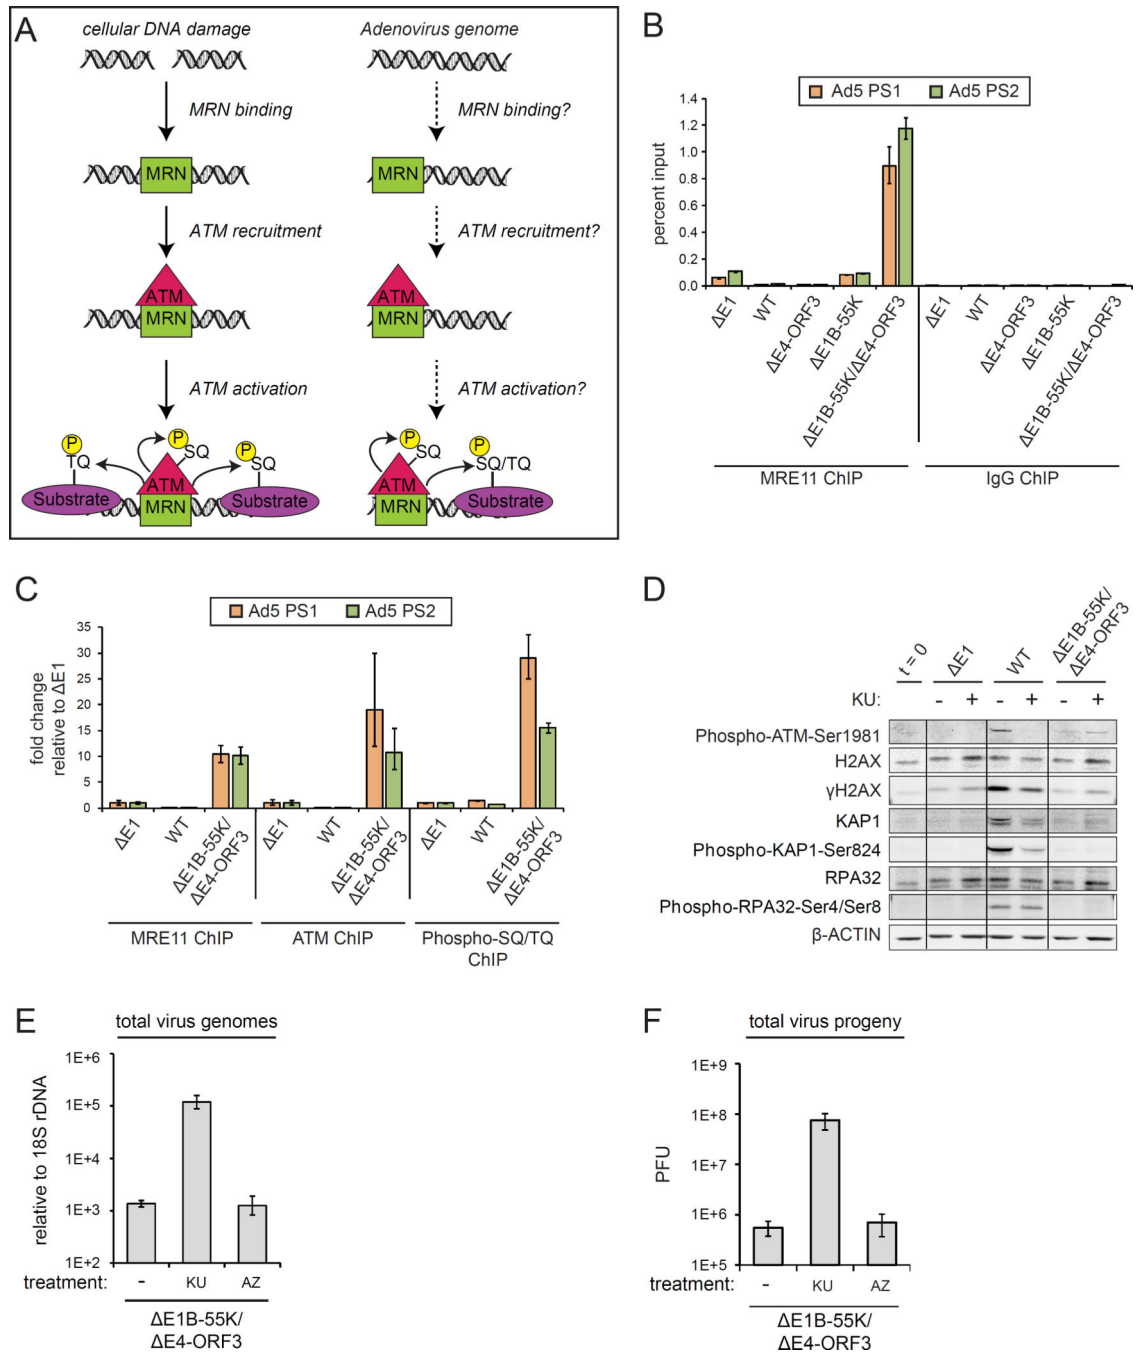 A
cellular DNA damage
Adenovirus genome
MRN binding
MRN binding?
MRN
MRN
ATM recruitment
ATM recruitment?
ATM
MRN
ATM
MRN
ATM activation
ATM activation?
P
TQ
P
SQ
P
SQ
P
SQ
P
SQ/TQ
Substrate
ATM
MRN
Substrate
ATM
MRN
Substrate
B
Ad5 PS1
Ad5 PS2
percent input
1.4
1.2
1.0
0.8
0.6
0.4
0.2
0.0
ΔE1
WT
ΔE4-ORF3
ΔE1B-55K
ΔE1B-55K/ΔE4-ORF3
ΔE1
WT
ΔE4-ORF3
ΔE1B-55K
ΔE1B-55K/ΔE4-ORF3
MRE11 ChIP
IgG ChIP
C
Ad5 PS1
Ad5 PS2
fold change
relative to ΔE1
35
30
25
20
15
10
5
0
ΔE1
WT
ΔE1B-55K/
ΔE4-ORF3
ΔE1
WT
ΔE1B-55K/
ΔE4-ORF3
ΔE1
WT
ΔE1B-55K/
ΔE4-ORF3
MRE11 ChIP
ATM ChIP
Phospho-SQ/TQ
ChIP
D
t = 0
ΔE1
WT
ΔE1B-55K/
ΔE4-ORF3
KU: - + - + - +
Phospho-ATM-Ser1981
H2AX
γH2AX
KAP1
Phospho-KAP1-Ser824
RPA32
Phospho-RPA32-Ser4/Ser8
β-ACTIN
E
total virus genomes
relative to 18S rDNA
1E+6
1E+5
1E+4
1E+3
1E+2
treatment: - KU AZ
ΔE1B-55K/
ΔE4-ORF3
F
total virus progeny
PFU
1E+9
1E+8
1E+7
1E+6
1E+5
treatment: - KU AZ
ΔE1B-55K/
ΔE4-ORF3